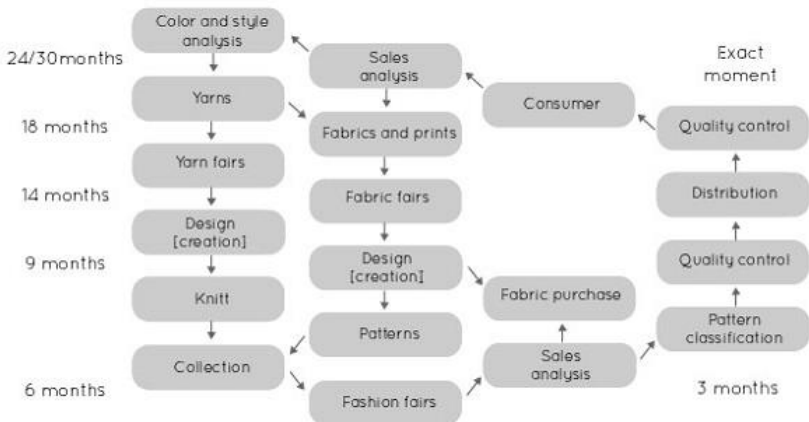 Color and style
analysis
24/30months
Sales
analysis
Exact
moment
Yarns
Consumer
18 months
Fabrics and prints
Quality control
Yarn fairs
14 months
Fabric fairs
Distribution
Design
[creation]
9 months
Design
[creation]
Quality control
Knitt
Fabric purchase
Patterns
Pattern
classification
Collection
Sales
analysis
6 months
Fashion fairs
3 months